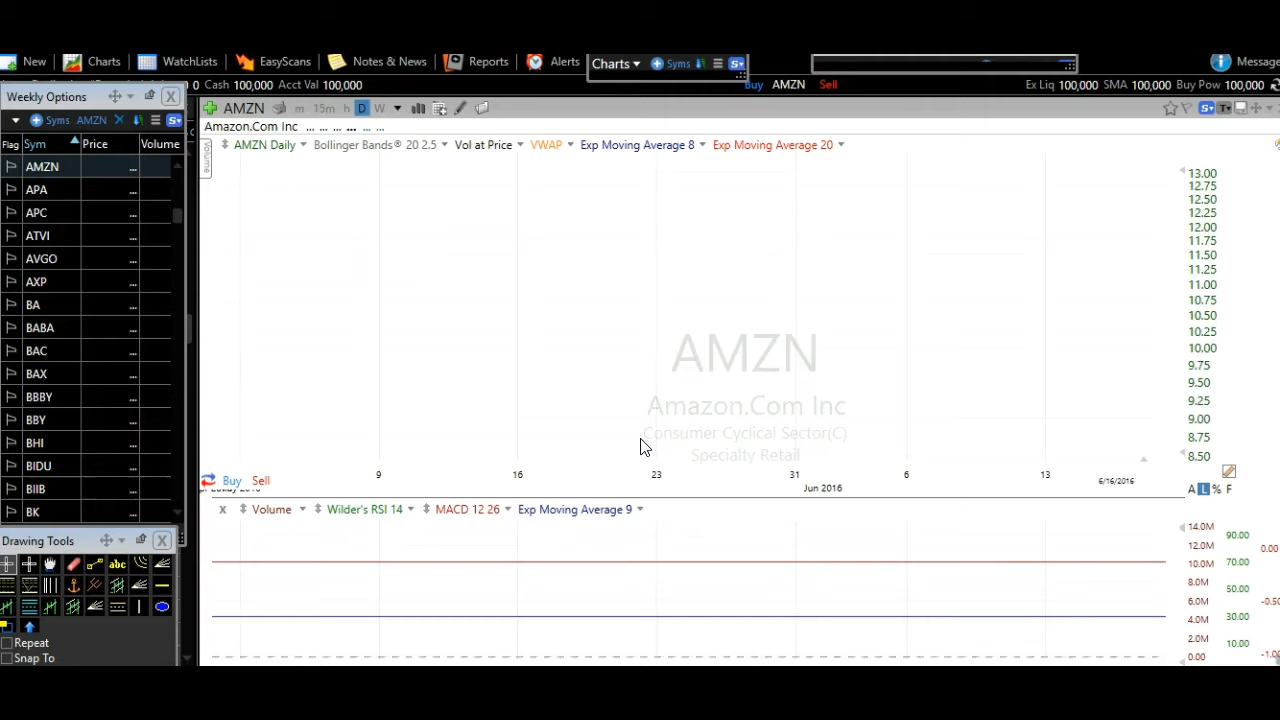 New Charts WatchLists EasyScans Notes & News Reports Alerts Charts Syms Message
0 Cash 100,000 Acct Val 100,000 Buy AMZN Sell Ex Liq 100,000 SMA 100,000 Buy Pow 100,000
Weekly Options X AMZN m 15m h D W
Syms AMZN
Amazon.Com Inc ... ... ... ... ... ...
Flag Sym Price Volume
Volume AMZN Daily Bollinger Bands® 20 2.5 Vol at Price VWAP Exp Moving Average 8 Exp Moving Average 20
AMZN ...
APA ...
APC ...
ATVI ...
AVGO ...
AXP ...
BA ...
BABA ...
BAC ...
BAX ...
BBBY ...
BBY ...
BHI ...
BIDU ...
BIIB ...
BK ...
13.00
12.75
12.50
12.25
12.00
11.75
11.50
11.25
11.00
10.75
10.50
10.25
10.00
9.75
9.50
9.25
9.00
8.75
8.50
AMZN
Amazon.Com Inc
Consumer Cyclical Sector(C)
Specialty Retail
Buy Sell 9 16 23 31 6 13 6/16/2016
Jun 2016
A L % F
X Volume Wilder's RSI 14 MACD 12 26 Exp Moving Average 9
14.0M
12.0M
10.0M
8.0M
6.0M
4.0M
2.0M
0.00
90.00
70.00
50.00
30.00
10.00
0.00
-0.50
-1.00
Drawing Tools X
abc
Repeat
Snap To